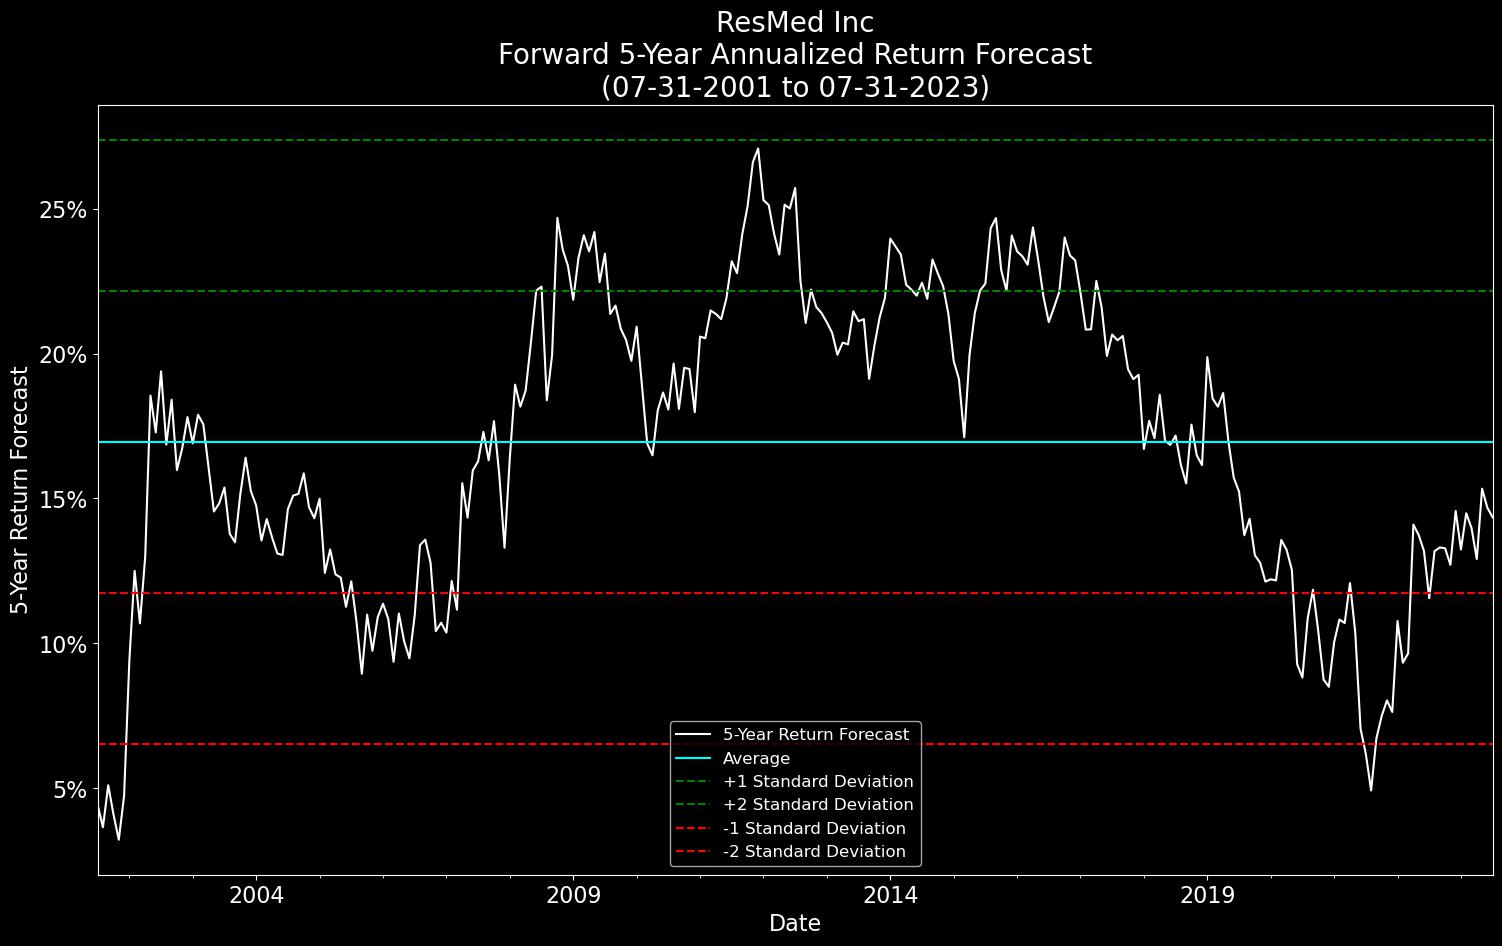 ResMed Inc
Forward 5-Year Annualized Return Forecast
(07-31-2001 to 07-31-2023)
25%
20%
15%
10%
5%
5-Year Return Forecast
5-Year Return Forecast
Average
+1 Standard Deviation
+2 Standard Deviation
-1 Standard Deviation
-2 Standard Deviation
2004
2009
2014
2019
Date